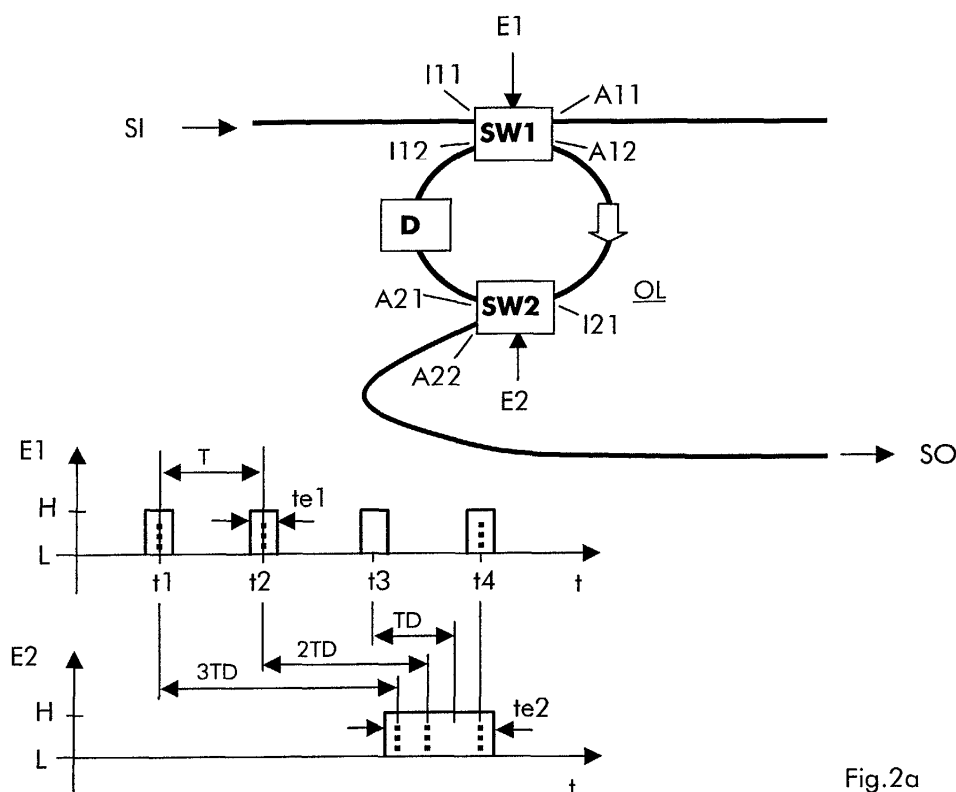 E1
I11
A11
SI
SW1
I12
A12
D
OL
A21
SW2
I21
A22
E2
SO
E1
T
te1
H
L
t1
t2
t3
t4
t
TD
2TD
E2
3TD
te2
H
L
t
Fig.2a